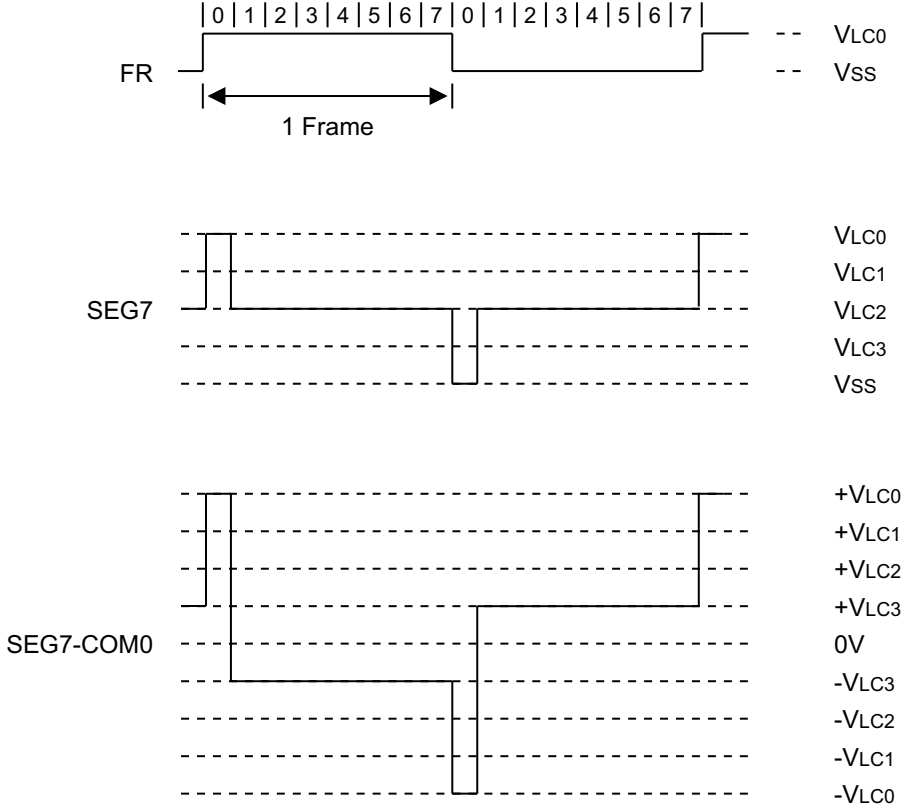 0 1 2 3 4 5 6 7 0 1 2 3 4 5 6 7
VLC0
FR
VSS
1 Frame
VLC0
VLC1
SEG7
VLC2
VLC3
VSS
+VLC0
+VLC1
+VLC2
+VLC3
SEG7-COM0
0V
-VLC3
-VLC2
-VLC1
-VLC0